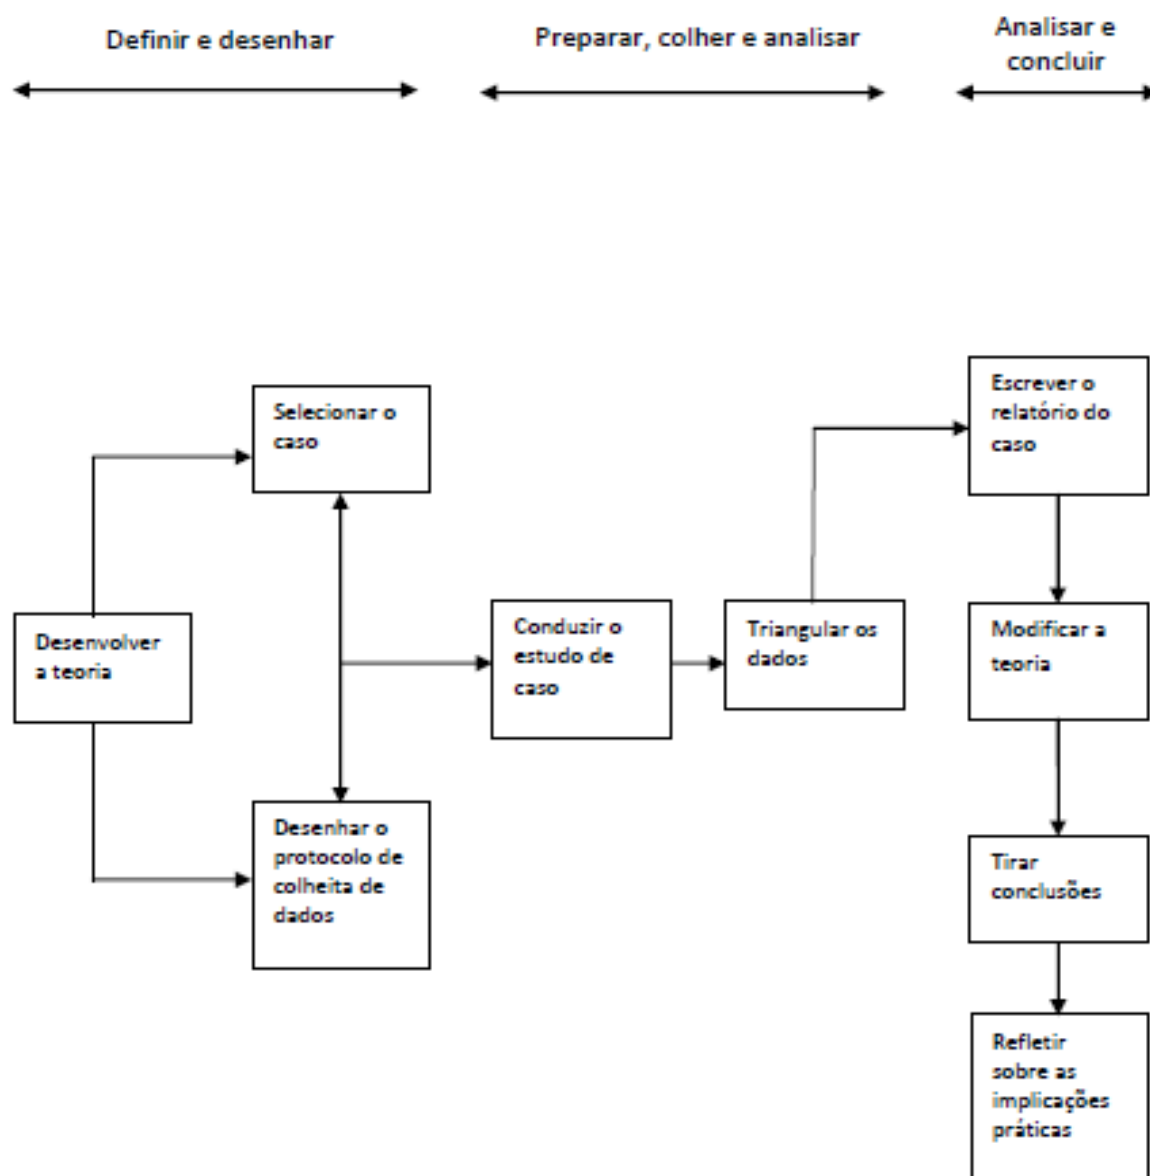 Definir e desenhar
Preparar, colher e analisar
Analisar e
concluir
Desenvolver
a teoria
Selecionar o
caso
Desenhar o
protocolo de
colheita de
dados
Conduzir o
estudo de
caso
Triangular os
dados
Escrever o
relatório do
caso
Modificar a
teoria
Tirar
conclusões
Refletir
sobre as
implicações
práticas